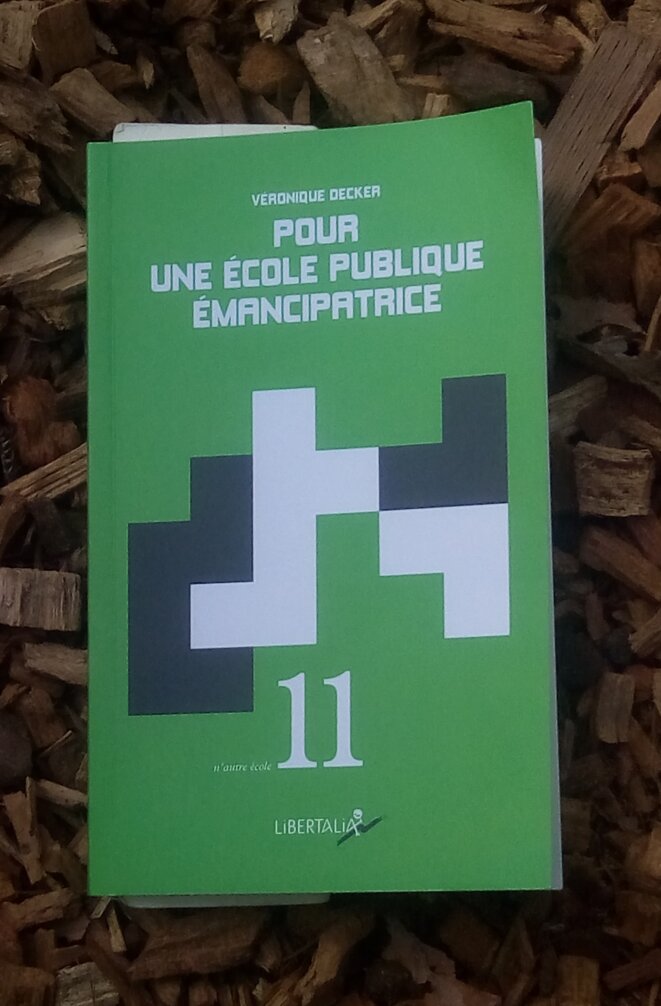 VÉRONIQUE DECKER
POUR
UNE ÉCOLE PUBLIQUE
ÉMANCIPATRICE
n'autre école 11
LiBERTALiA